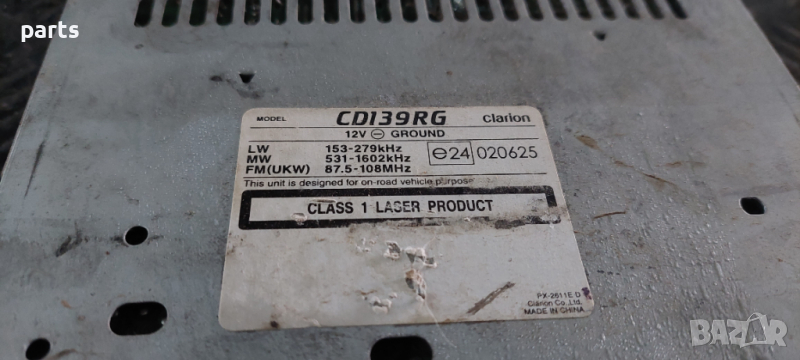 parts
MODEL CD139RG clarion
12V ⊖ GROUND
LW 153-279kHz
MW 531-1602kHz
FM(UKW) 87.5-108MHz
e24 020625
This unit is designed for on-road vehicle purpose
CLASS 1 LASER PRODUCT
PX-2611E-D
Clarion Co.,Ltd.
MADE IN CHINA
BAZAR
bg